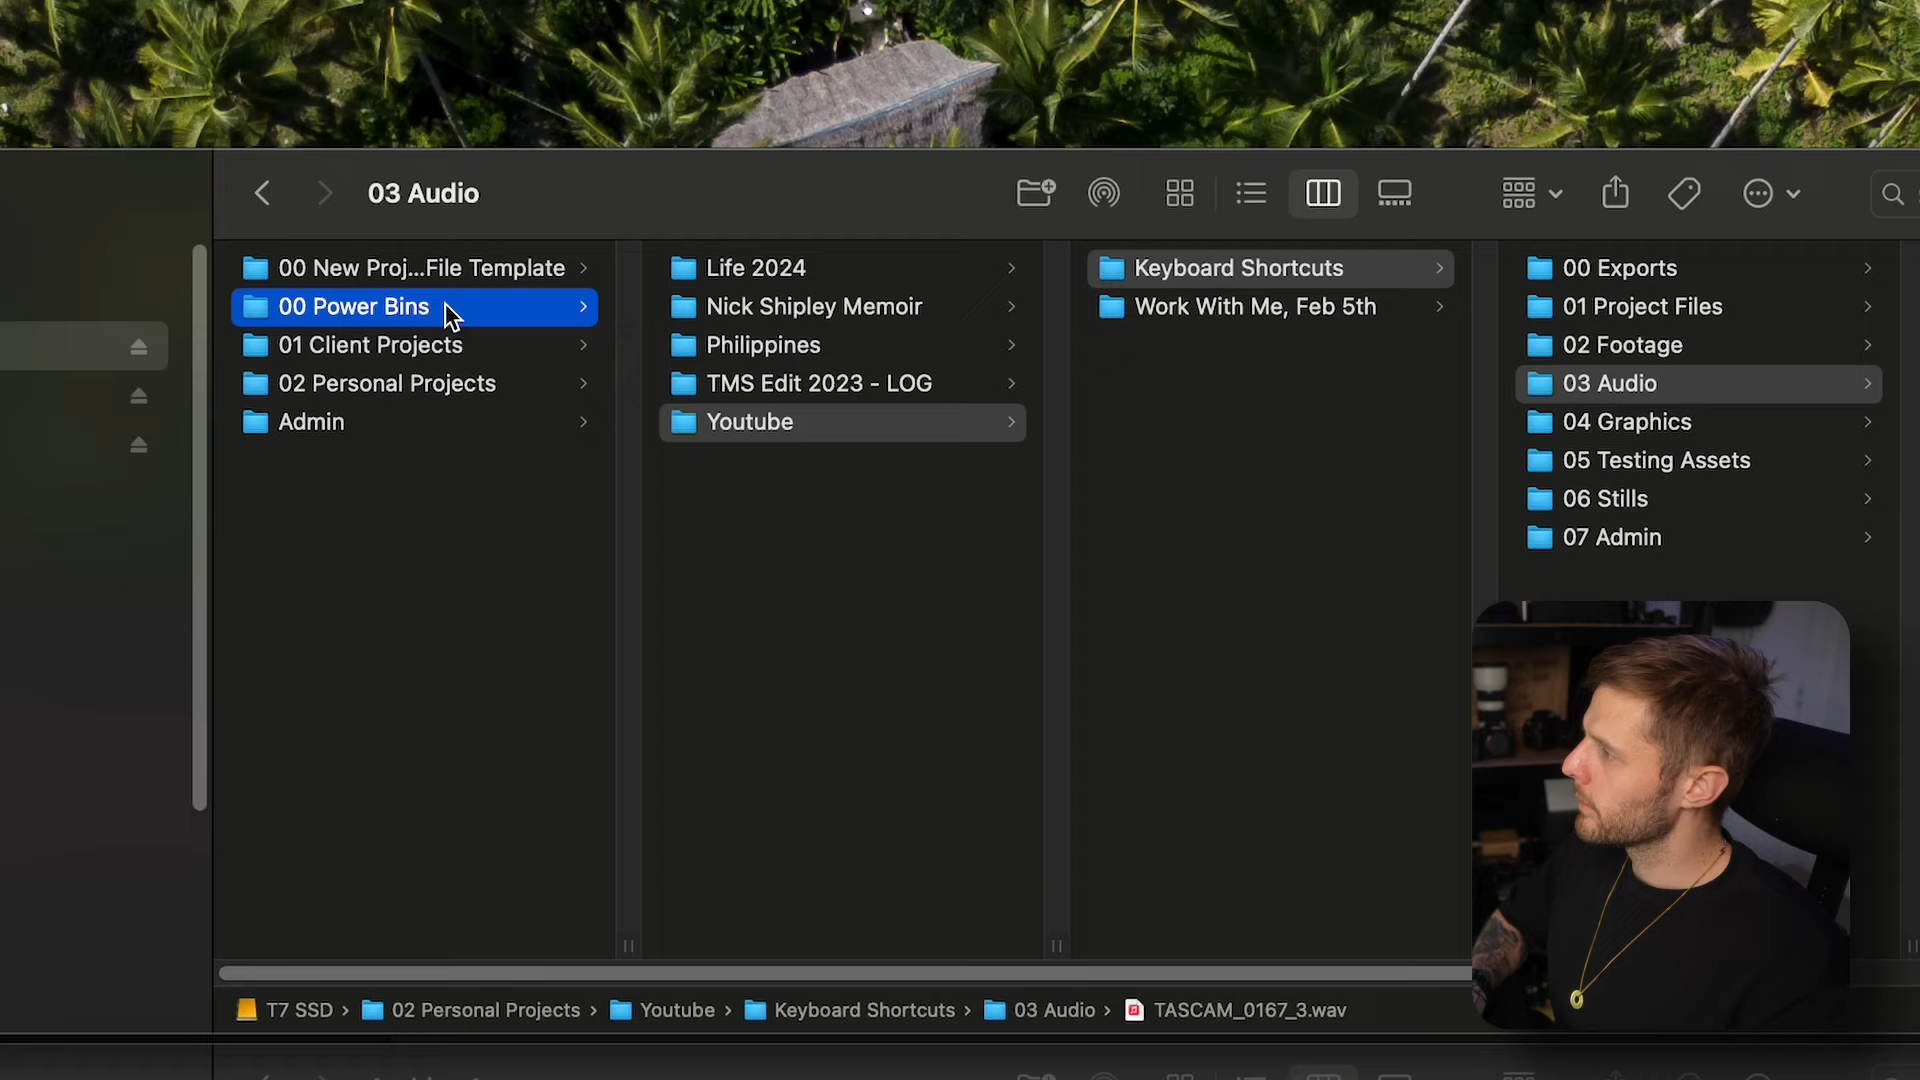 03 Audio
00 New Proj...File Template
00 Power Bins
01 Client Projects
02 Personal Projects
Admin
Life 2024
Nick Shipley Memoir
Philippines
TMS Edit 2023 - LOG
Youtube
Keyboard Shortcuts
Work With Me, Feb 5th
00 Exports
01 Project Files
02 Footage
03 Audio
04 Graphics
05 Testing Assets
06 Stills
07 Admin
T7 SSD › 02 Personal Projects › Youtube › Keyboard Shortcuts › 03 Audio › TASCAM_0167_3.wav